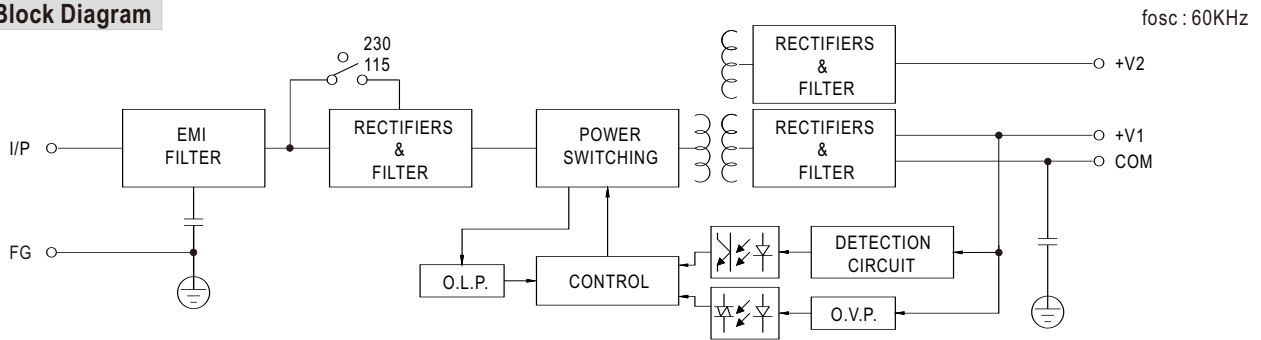 Block Diagram
fosc : 60KHz
230
115
I/P
EMI
FILTER
RECTIFIERS
&
FILTER
POWER
SWITCHING
RECTIFIERS
&
FILTER
+V2
RECTIFIERS
&
FILTER
+V1
COM
FG
O.L.P.
CONTROL
DETECTION
CIRCUIT
O.V.P.